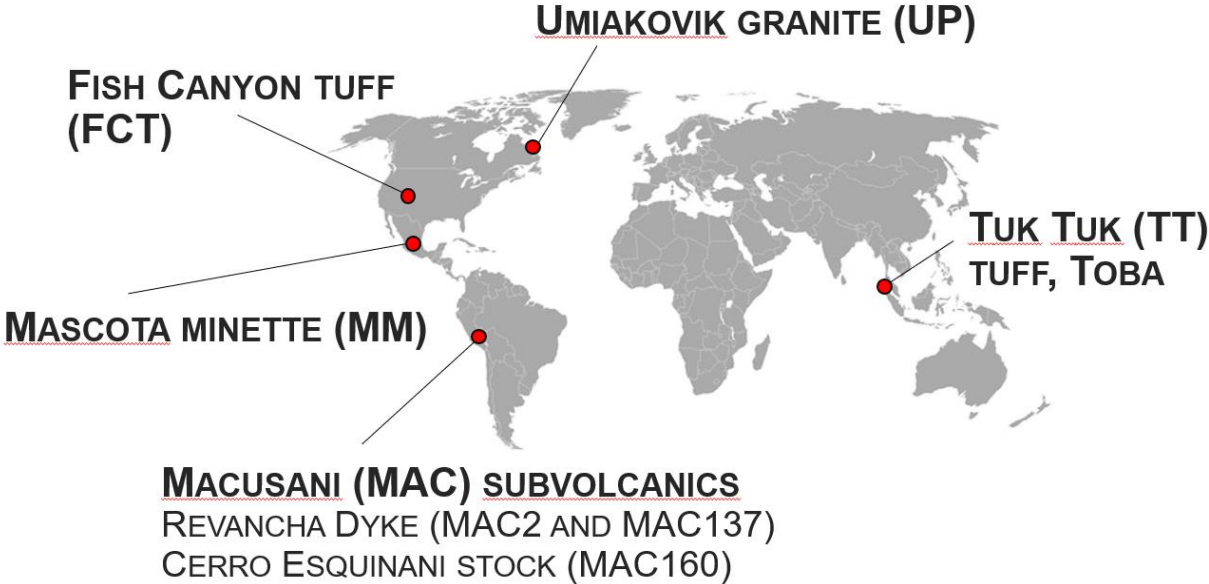 UMIAKOVIK GRANITE (UP)
FISH CANYON TUFF
(FCT)
TUK TUK (TT)
TUFF, TOBA
MASCOTA MINETTE (MM)
MACUSANI (MAC) SUBVOLCANICS
REVANCHA DYKE (MAC2 AND MAC137)
CERRO ESQUINANI STOCK (MAC160)